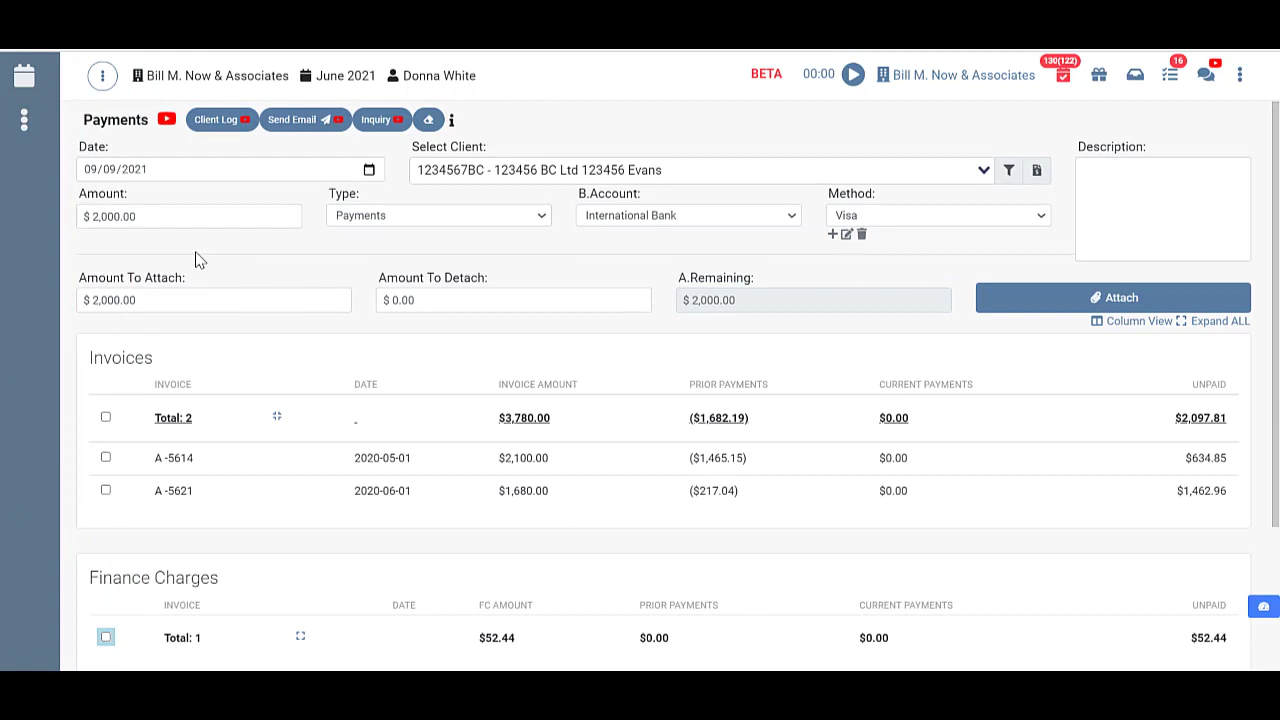 Bill M. Now & Associates June 2021 Donna White BETA 00:00 Bill M. Now & Associates 130(122) 16
Payments Client Log Send Email Inquiry
Date: Select Client: Description:
09/09/2021 1234567BC - 123456 BC Ltd 123456 Evans
Amount: Type: B.Account: Method:
$ 2,000.00 Payments International Bank Visa
Amount To Attach: Amount To Detach: A.Remaining:
$ 2,000.00 $ 0.00 $ 2,000.00 Attach
Column View Expand ALL
Invoices
INVOICE DATE INVOICE AMOUNT PRIOR PAYMENTS CURRENT PAYMENTS UNPAID
Total: 2 - $3,780.00 ($1,682.19) $0.00 $2,097.81
A -5614 2020-05-01 $2,100.00 ($1,465.15) $0.00 $634.85
A -5621 2020-06-01 $1,680.00 ($217.04) $0.00 $1,462.96
Finance Charges
INVOICE DATE FC AMOUNT PRIOR PAYMENTS CURRENT PAYMENTS UNPAID
Total: 1 $52.44 $0.00 $0.00 $52.44